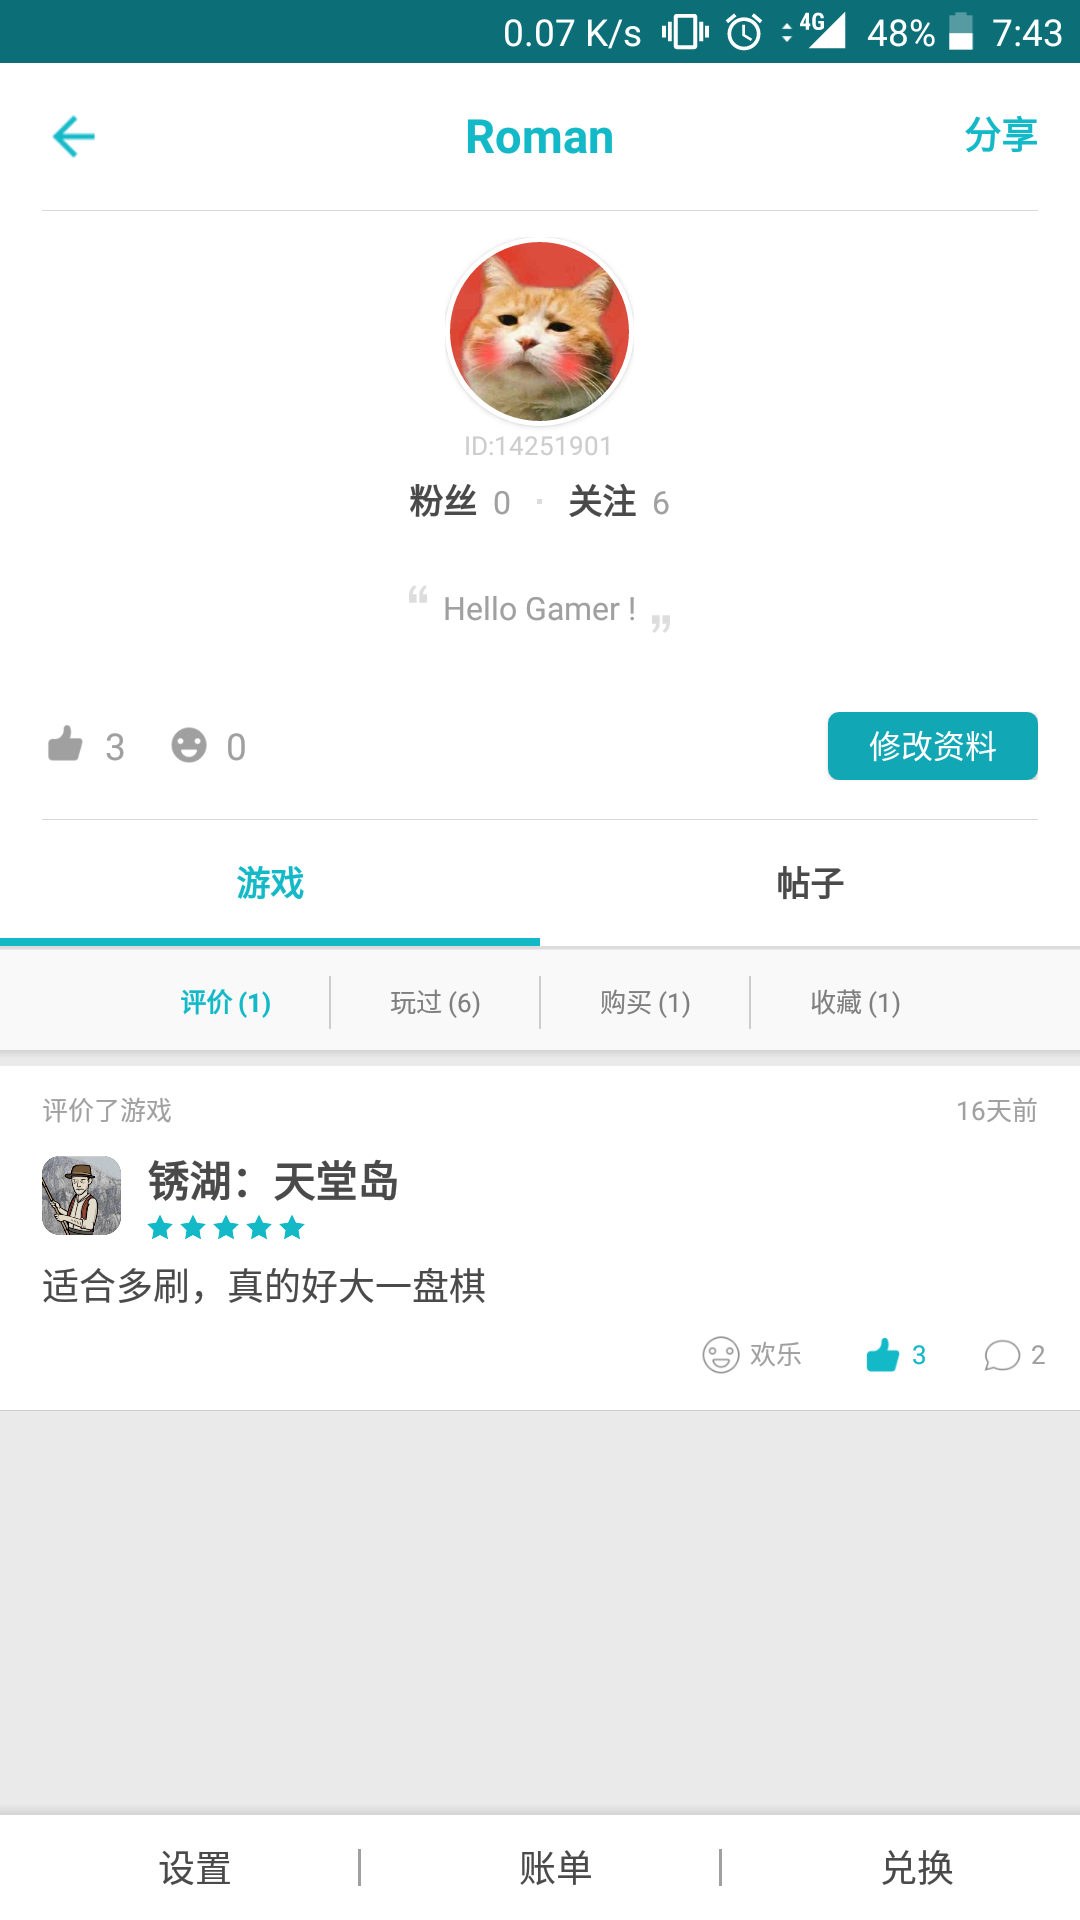 0.07 K/s 4G 48% 7:43
Roman 分享
ID:14251901
粉丝 0 · 关注 6
“ Hello Gamer ! ”
3 0 修改资料
游戏 帖子
评价 (1) 玩过 (6) 购买 (1) 收藏 (1)
评价了游戏 16天前
锈湖：天堂岛
适合多刷，真的好大一盘棋
欢乐 3 2
设置 账单 兑换